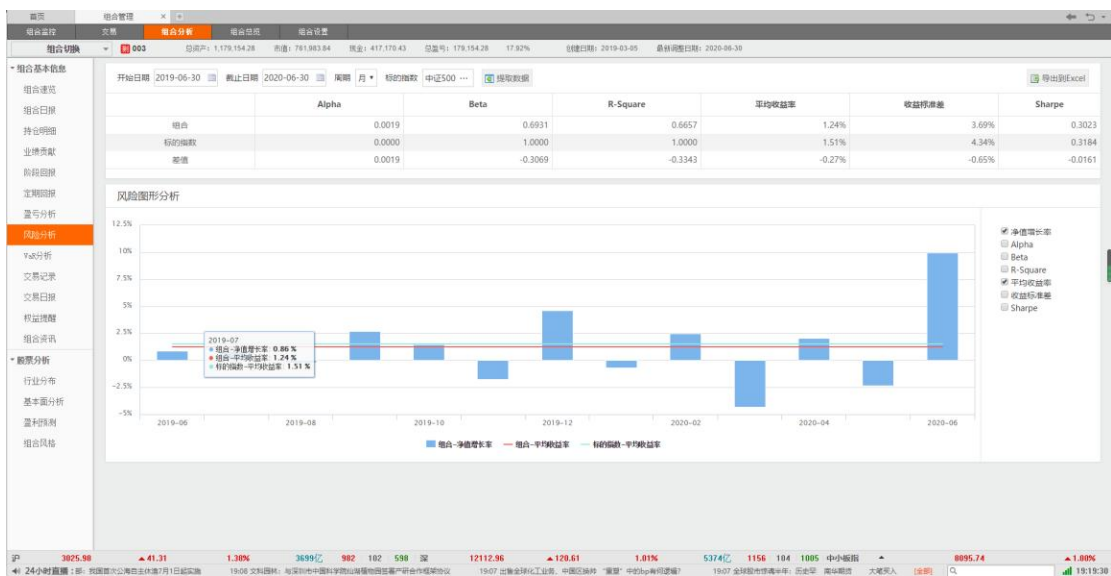 首页 组合管理 ×
组合监控 交易 组合分析 组合总览 组合设置
组合切换 003 总资产: 1,179,154.28 市值: 761,983.84 现金: 417,170.43 总盈亏: 179,154.28 17.92% 创建日期: 2019-03-05 最新调整日期: 2020-06-30
组合基本信息
组合速览
组合日报
持仓明细
业绩贡献
阶段回报
定期回报
盈亏分析
风险分析
VaR分析
交易记录
交易日报
权益提醒
组合资讯
股票分析
行业分布
基本面分析
盈利预测
组合风格
开始日期 2019-06-30 截止日期 2020-06-30 周期 月 标的指数 中证500 ··· 提取数据 导出到Excel
Alpha Beta R-Square 平均收益率 收益标准差 Sharpe
组合 0.0019 0.6931 0.6657 1.24% 3.69% 0.3023
标的指数 0.0000 1.0000 1.0000 1.51% 4.34% 0.3184
差值 0.0019 -0.3069 -0.3343 -0.27% -0.65% -0.0161
风险图形分析
12.5%
10%
7.5%
5%
2.5%
0%
-2.5%
-5%
2019-07
组合-净值增长率: 0.86 %
组合-平均收益率: 1.24 %
标的指数-平均收益率: 1.51 %
2019-06 2019-08 2019-10 2019-12 2020-02 2020-04 2020-06
组合-净值增长率 组合-平均收益率 标的指数-平均收益率
净值增长率
Alpha
Beta
R-Square
平均收益率
收益标准差
Sharpe
沪 3025.98 ▲41.31 1.38% 3699亿 982 102 598 深 12112.96 ▲120.61 1.01% 5374亿 1156 104 1005 中小板指 8095.74 ▲1.80%
24小时直播: 19:08 19:07 19:07 全球股市惊魂半年: 大笔买入 [全部] 19:19:38